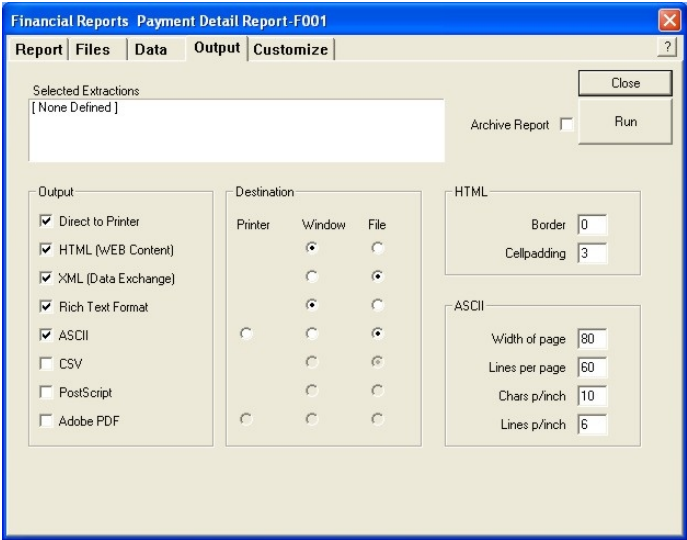 Financial Reports Payment Detail Report-F001
Report Files Data Output Customize ?
Close
Selected Extractions
[ None Defined ]
Archive Report
Run
Output
Direct to Printer
HTML (WEB Content)
XML (Data Exchange)
Rich Text Format
ASCII
CSV
PostScript
Adobe PDF
Destination
Printer Window File
HTML
Border 0
Cellpadding 3
ASCII
Width of page 80
Lines per page 60
Chars p/inch 10
Lines p/inch 6